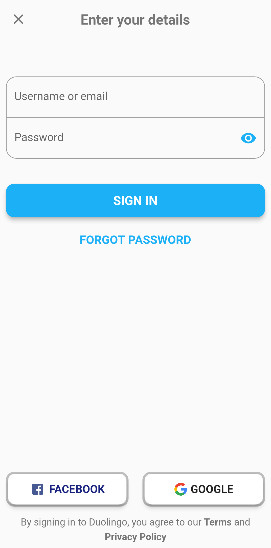 Enter your details
Username or email
Password
SIGN IN
FORGOT PASSWORD
FACEBOOK
GOOGLE
By signing in to Duolingo, you agree to our Terms and
Privacy Policy